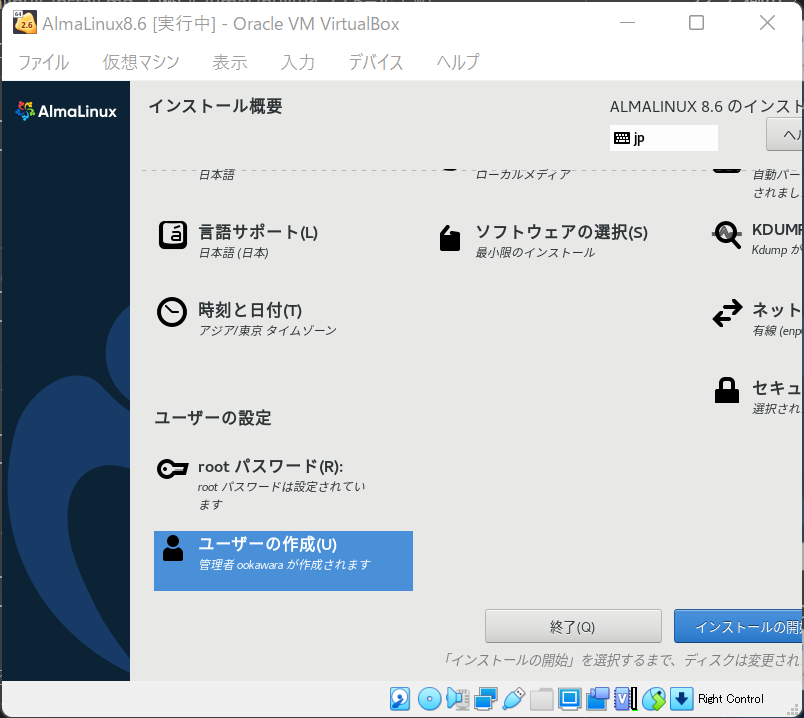 AlmaLinux8.6 [実行中] - Oracle VM VirtualBox
ファイル 仮想マシン 表示 入力 デバイス ヘルプ
AlmaLinux
インストール概要
ALMALINUX 8.6 のインスト
jp
ヘル
日本語
ローカルメディア
自動パー
されまし
言語サポート(L)
日本語 (日本)
ソフトウェアの選択(S)
最小限のインストール
KDUMP
Kdump が
時刻と日付(T)
アジア/東京 タイムゾーン
ネット
有線 (enp
セキュ
選択され
ユーザーの設定
root パスワード(R):
root パスワードは設定されてい
ます
ユーザーの作成(U)
管理者 ookawara が作成されます
終了(Q)
インストールの開始
「インストールの開始」を選択するまで、ディスクは変更され
Right Control